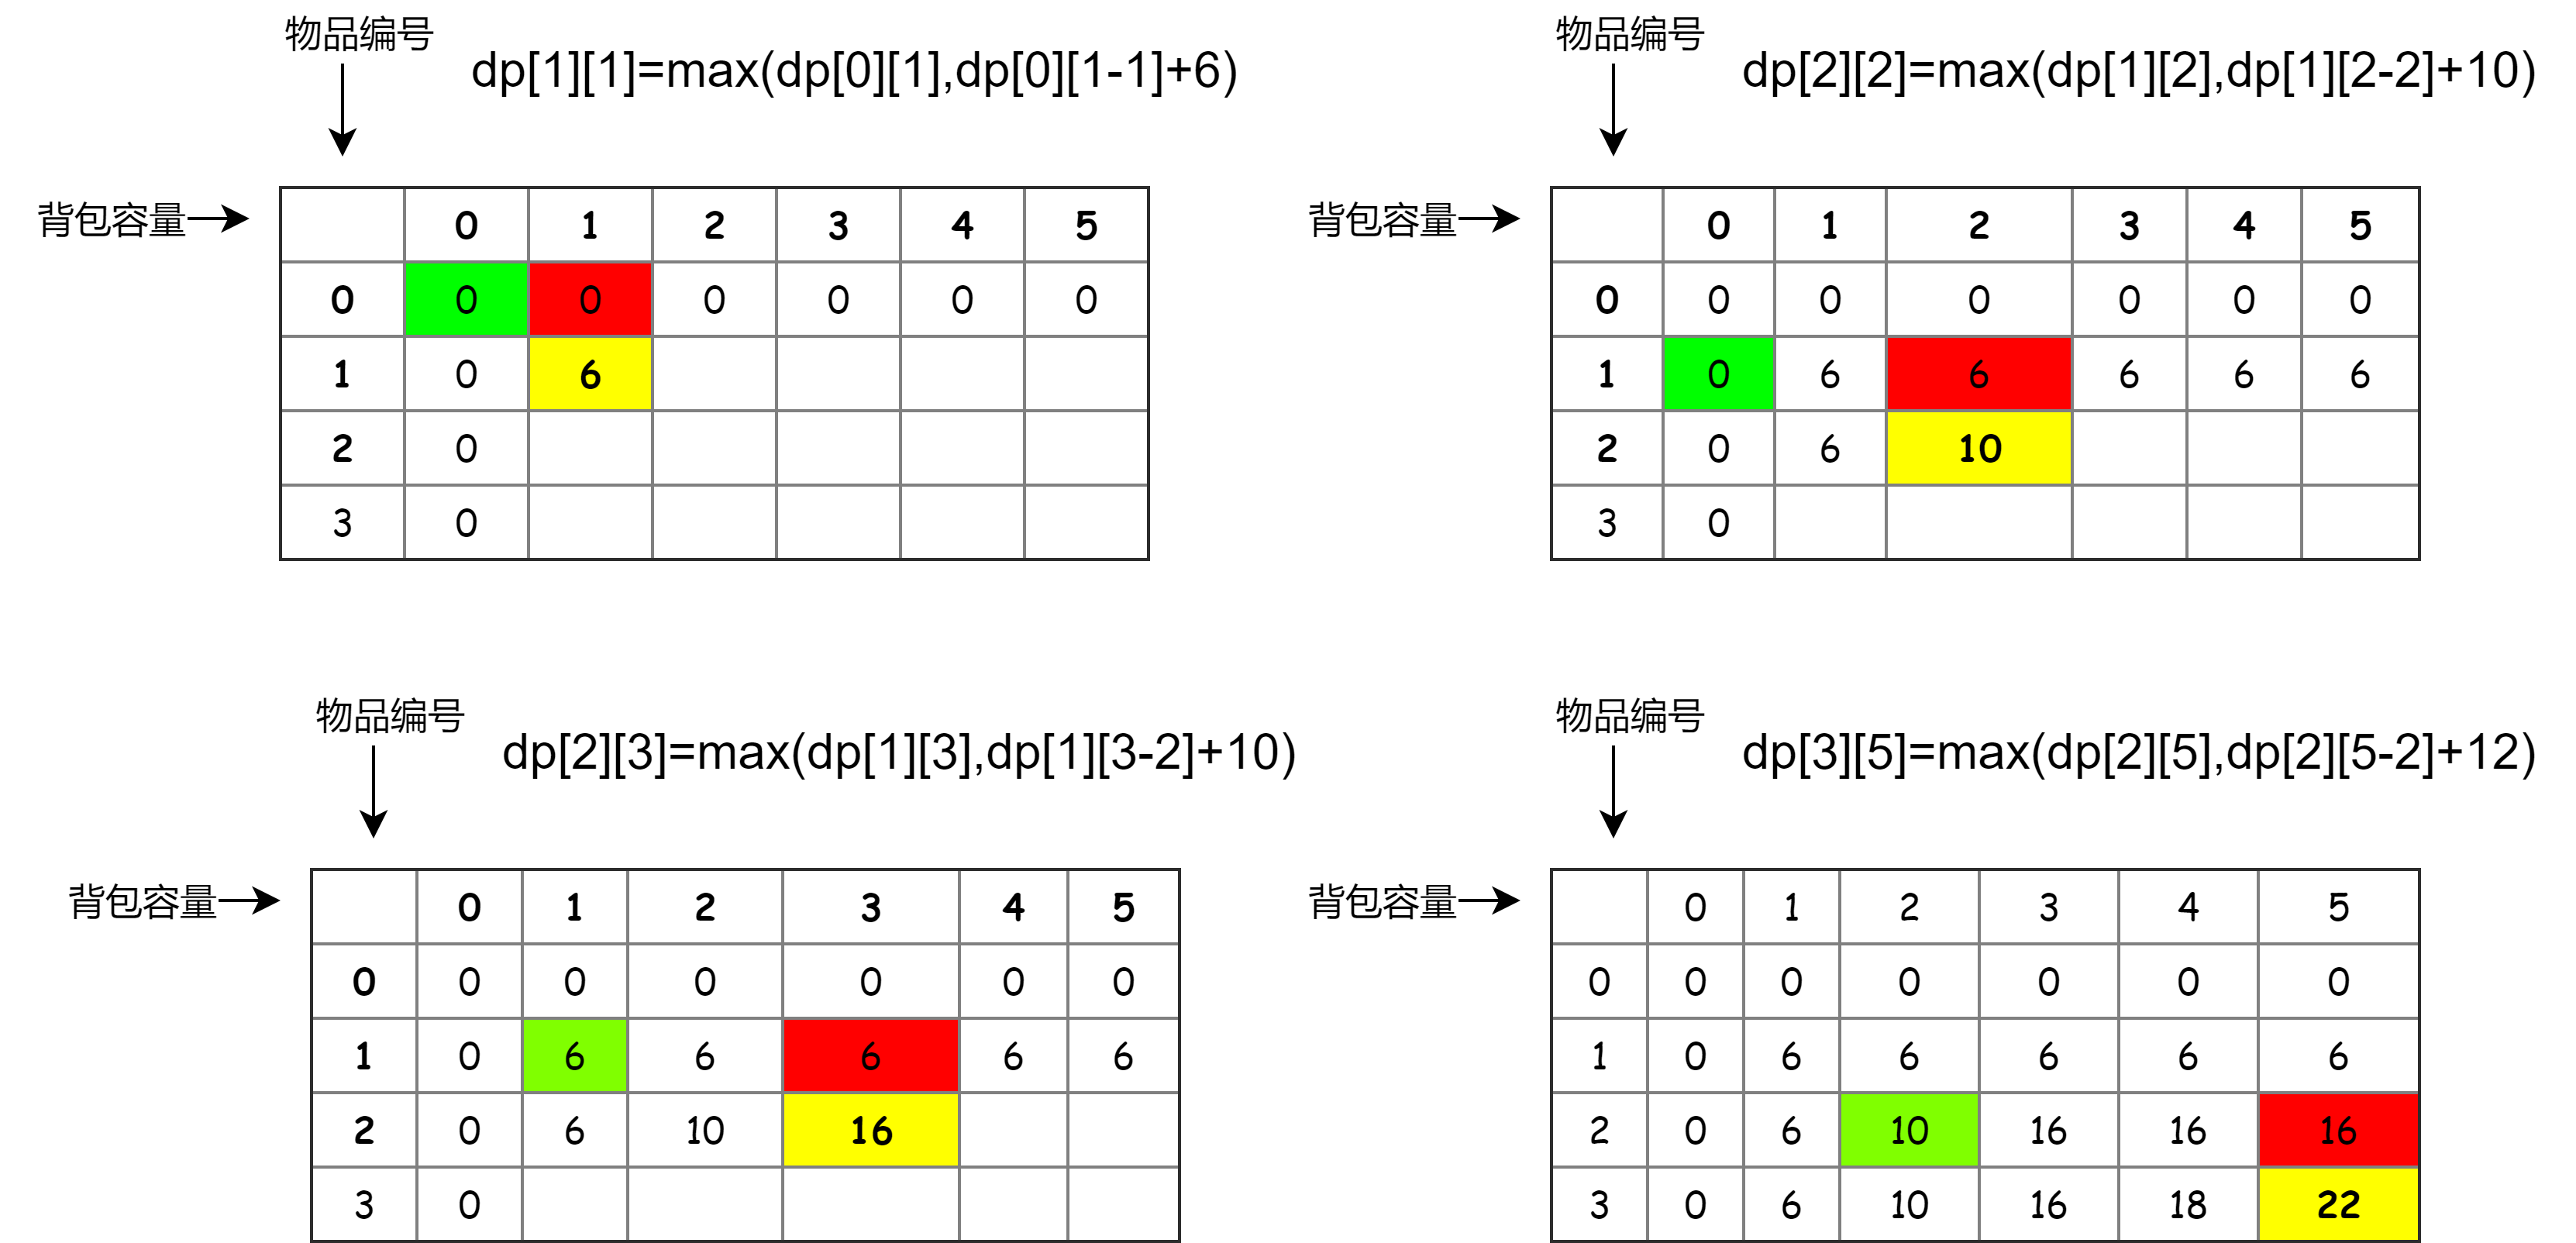 物品编号
dp[1][1]=max(dp[0][1],dp[0][1-1]+6)
背包容量
0 1 2 3 4 5
0 0 0 0 0 0 0
1 0 6
2 0
3 0
物品编号
dp[2][2]=max(dp[1][2],dp[1][2-2]+10)
背包容量
0 1 2 3 4 5
0 0 0 0 0 0 0
1 0 6 6 6 6 6
2 0 6 10
3 0
物品编号
dp[2][3]=max(dp[1][3],dp[1][3-2]+10)
背包容量
0 1 2 3 4 5
0 0 0 0 0 0 0
1 0 6 6 6 6 6
2 0 6 10 16
3 0
物品编号
dp[3][5]=max(dp[2][5],dp[2][5-2]+12)
背包容量
0 1 2 3 4 5
0 0 0 0 0 0 0
1 0 6 6 6 6 6
2 0 6 10 16 16 16
3 0 6 10 16 18 22